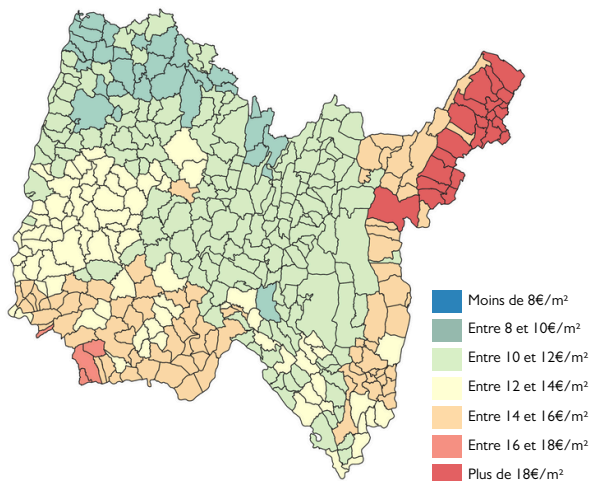 Moins de 8€/m²
Entre 8 et 10€/m²
Entre 10 et 12€/m²
Entre 12 et 14€/m²
Entre 14 et 16€/m²
Entre 16 et 18€/m²
Plus de 18€/m²